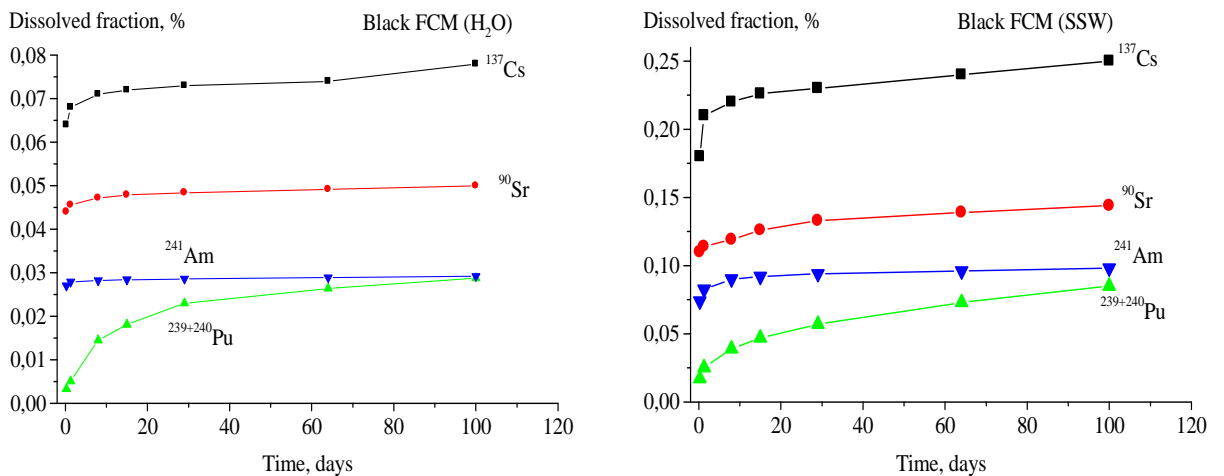 Dissolved fraction, %
Black FCM (H₂O)
0,08
0,07
0,06
0,05
0,04
0,03
0,02
0,01
0,00
¹³⁷Cs
⁹⁰Sr
²⁴¹Am
²³⁹⁺²⁴⁰Pu
0 20 40 60 80 100 120
Time, days
Dissolved fraction, %
Black FCM (SSW)
0,25
0,20
0,15
0,10
0,05
0,00
¹³⁷Cs
⁹⁰Sr
²⁴¹Am
²³⁹⁺²⁴⁰Pu
0 20 40 60 80 100 120
Time, days